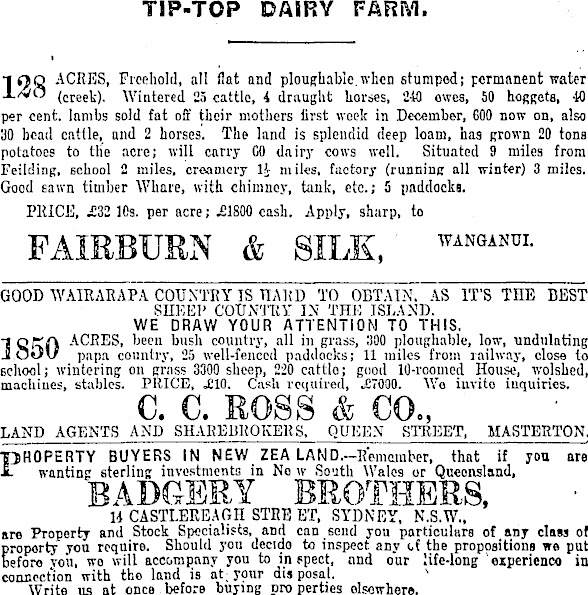 TIP-TOP DAIRY FARM.
128 ACRES, Freehold, all flat and ploughable when stumped; permanent water
(creek). Wintered 25 cattle, 4 draught horses, 240 ewes, 50 hoggets, 40
per cent. lambs sold fat off their mothers first week in December, 600 now on, also
30 head cattle, and 2 horses. The land is splendid deep loam, has grown 20 tons
potatoes to the acre; will carry 60 dairy cows well. Situated 9 miles from
Feilding, school 2 miles, creamery 1½ miles, factory (running all winter) 3 miles.
Good sawn timber Whare, with chimney, tank, etc.; 5 paddocks.
PRICE, £32 10s. per acre; £1800 cash. Apply, sharp, to
FAIRBURN & SILK, WANGANUI.
GOOD WAIRARAPA COUNTRY IS HARD TO OBTAIN, AS IT'S THE BEST
SHEEP COUNTRY IN THE ISLAND.
WE DRAW YOUR ATTENTION TO THIS.
1850 ACRES, been bush country, all in grass, 300 ploughable, low, undulating
papa country, 25 well-fenced paddocks; 11 miles from railway, close to
school; wintering on grass 3300 sheep, 220 cattle; good 10-roomed House, wolshed,
machines, stables. PRICE, £10. Cash required, £7000. We invite inquiries.
C. C. ROSS & CO.,
LAND AGENTS AND SHAREBROKERS, QUEEN STREET, MASTERTON.
PROPERTY BUYERS IN NEW ZEALAND.—Remember, that if you are
wanting sterling investments in New South Wales or Queensland,
BADGERY BROTHERS,
14 CASTLEREAGH STREET, SYDNEY, N.S.W.,
are Property and Stock Specialists, and can send you particulars of any class of
property you require. Should you decide to inspect any of the propositions we put
before you, we will accompany you to inspect, and our life-long experience in
connection with the land is at your disposal.
Write us at once before buying properties elsewhere.